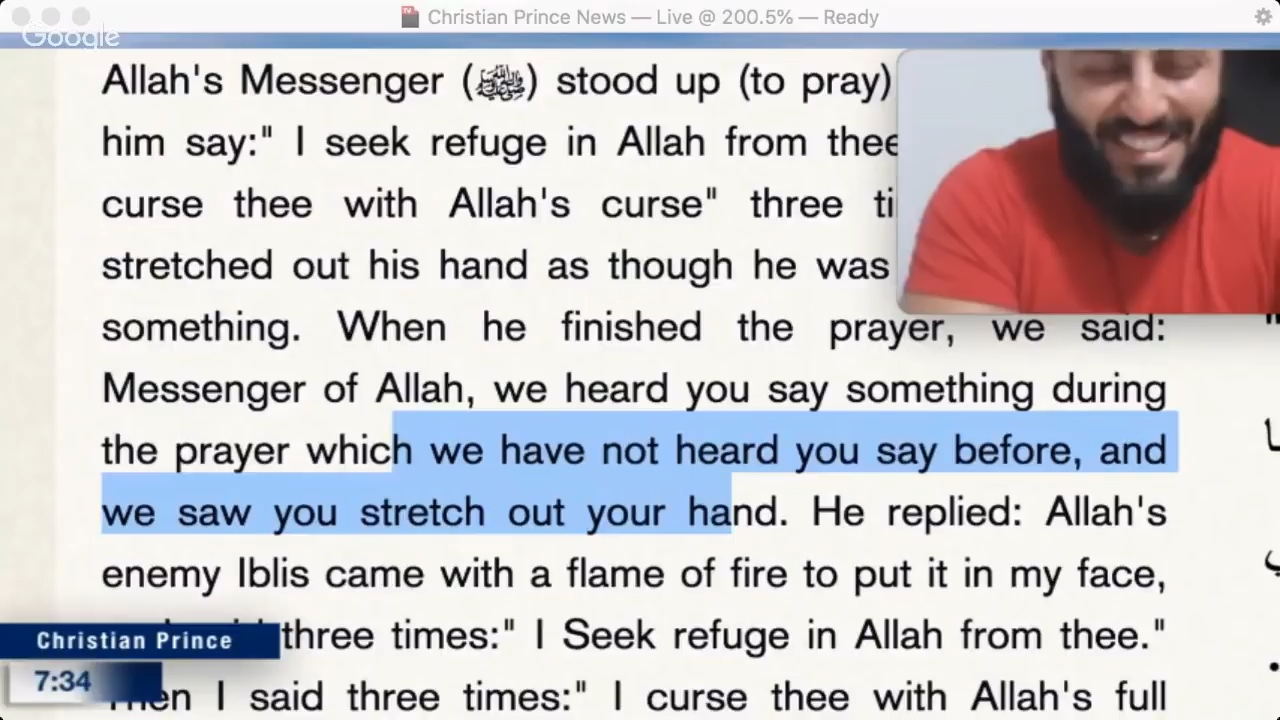 Christian Prince News — Live @ 200.5% — Ready
Google
Allah's Messenger (ﷺ) stood up (to pray)
him say:" I seek refuge in Allah from thee
curse thee with Allah's curse" three
stretched out his hand as though he was
something. When he finished the prayer, we said:
Messenger of Allah, we heard you say something during
the prayer which we have not heard you say before, and
we saw you stretch out your hand. He replied: Allah's
enemy Iblis came with a flame of fire to put it in my face,
three times:" I Seek refuge in Allah from thee."
Then I said three times:" I curse thee with Allah's full
Christian Prince
7:34